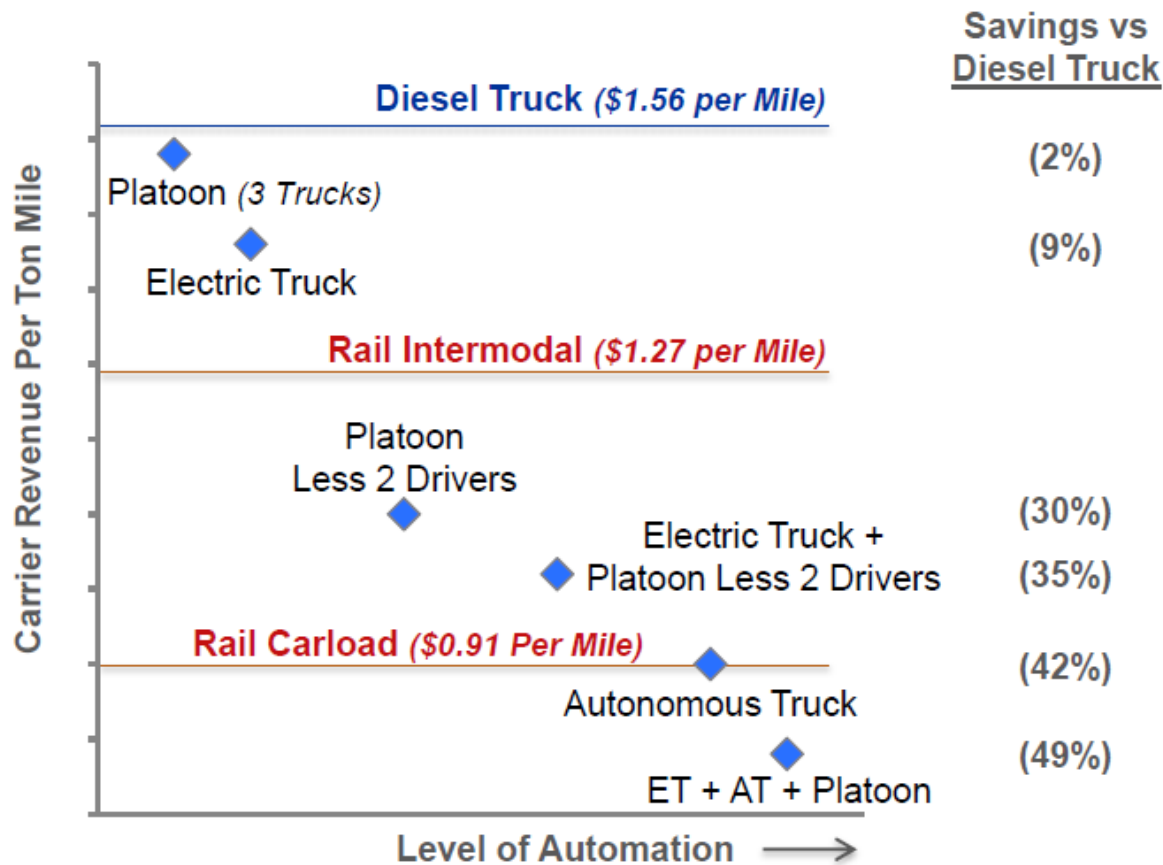 Savings vs
Diesel Truck
Diesel Truck ($1.56 per Mile)
(2%)
Platoon (3 Trucks)
(9%)
Electric Truck
Rail Intermodal ($1.27 per Mile)
Platoon
Less 2 Drivers
(30%)
Electric Truck +
Platoon Less 2 Drivers
(35%)
Rail Carload ($0.91 Per Mile)
(42%)
Autonomous Truck
(49%)
ET + AT + Platoon
Carrier Revenue Per Ton Mile
Level of Automation